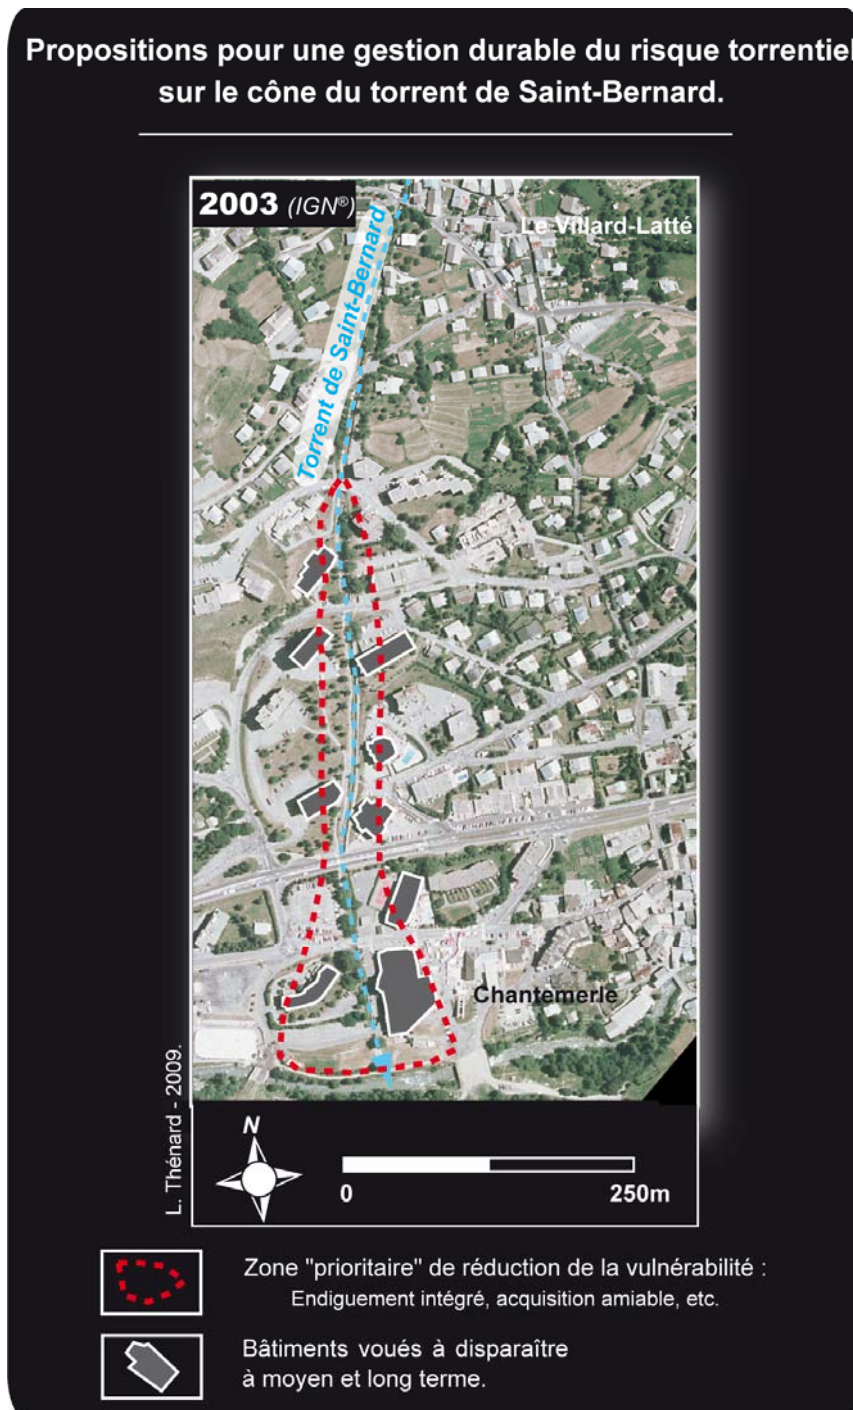 Propositions pour une gestion durable du risque torrentiel
sur le cône du torrent de Saint-Bernard.
2003 (IGN®)
Le Villard-Latté
Torrent de Saint-Bernard
Chantemerle
L. Thénard - 2009.
N
0 250m
Zone "prioritaire" de réduction de la vulnérabilité :
Endiguement intégré, acquisition amiable, etc.
Bâtiments voués à disparaître
à moyen et long terme.